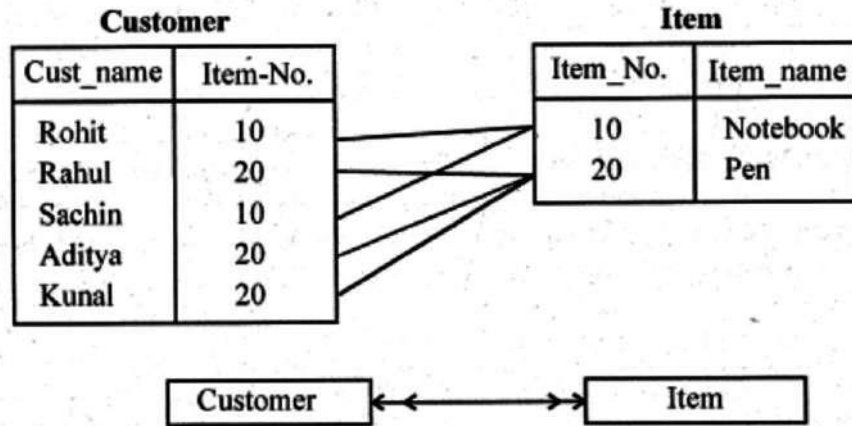 Customer
Cust_name Item-No.
Rohit 10
Rahul 20
Sachin 10
Aditya 20
Kunal 20
Item
Item_No. Item_name
10 Notebook
20 Pen
Customer Item